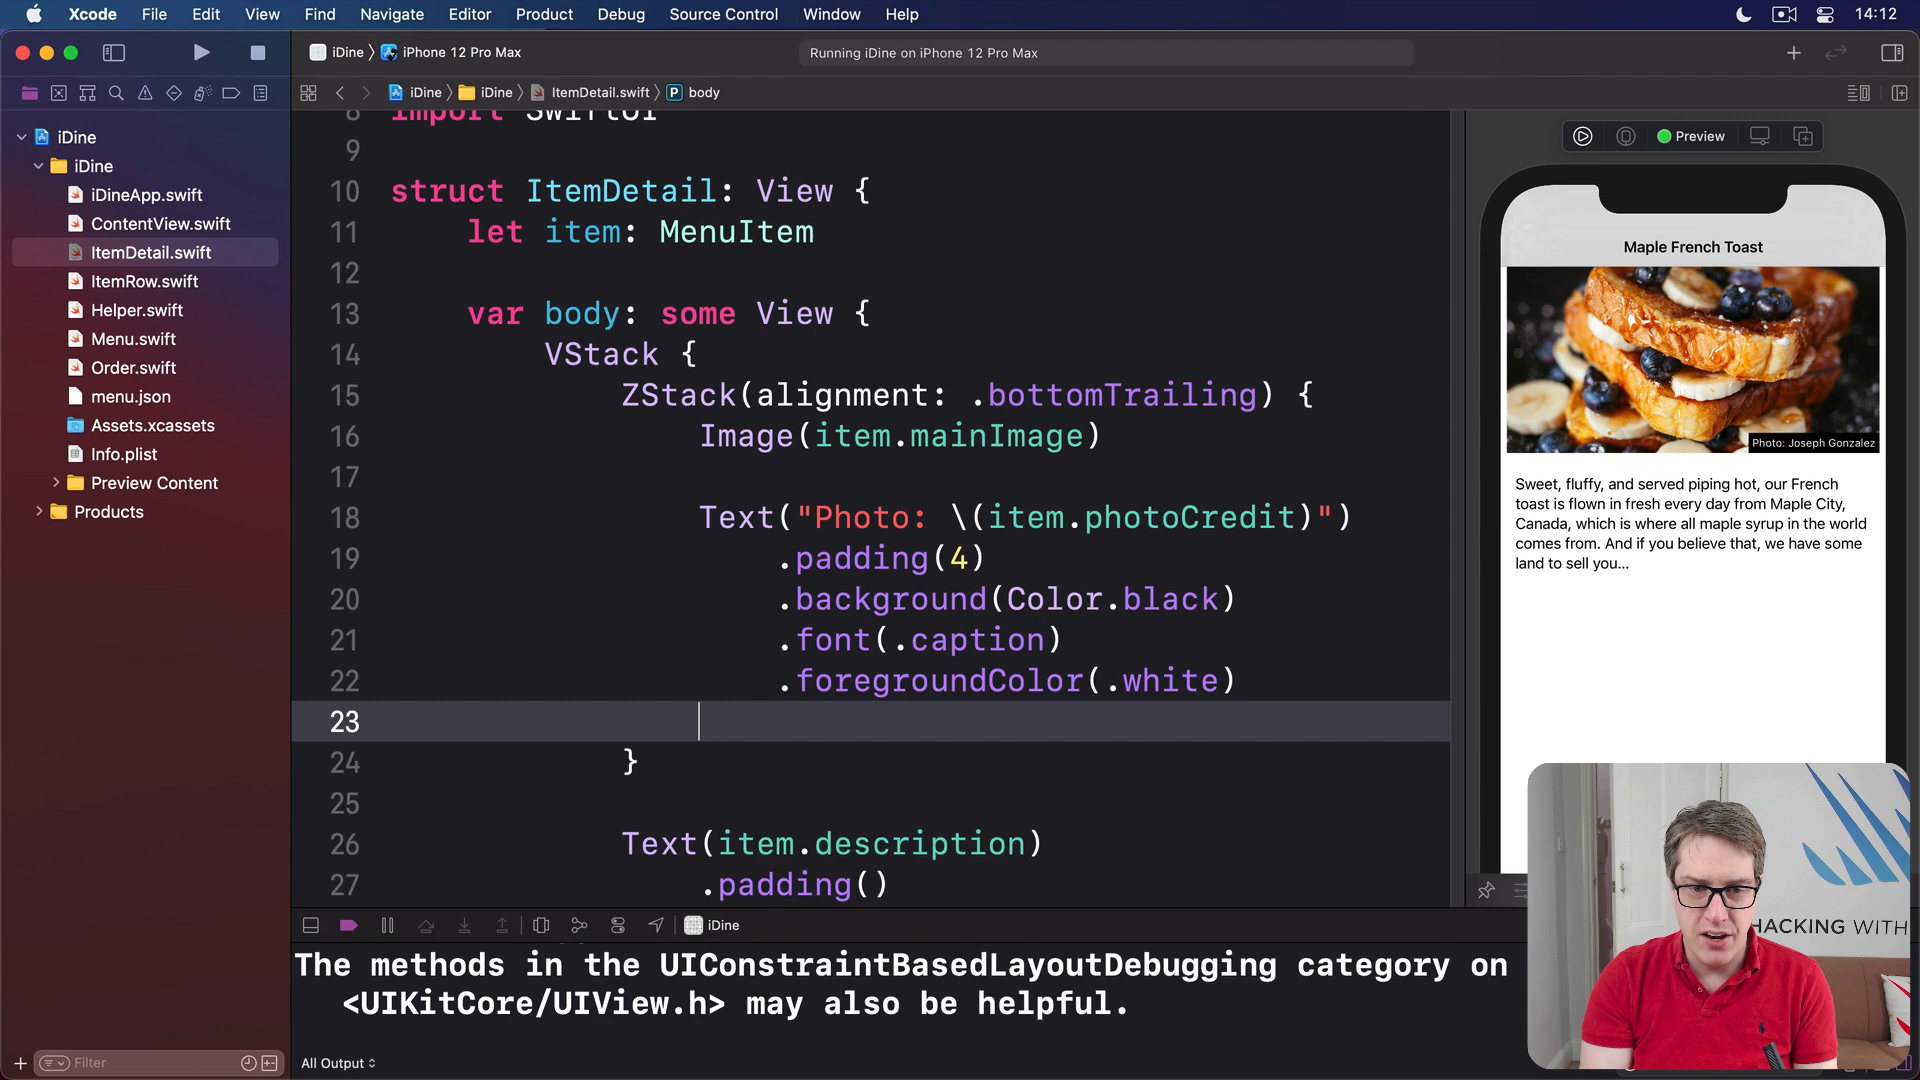 Xcode File Edit View Find Navigate Editor Product Debug Source Control Window Help 14:12
iDine iPhone 12 Pro Max
Running iDine on iPhone 12 Pro Max
iDine iDine ItemDetail.swift P body
iDine
iDine
iDineApp.swift
ContentView.swift
ItemDetail.swift
ItemRow.swift
Helper.swift
Menu.swift
Order.swift
menu.json
Assets.xcassets
Info.plist
Preview Content
Products
Filter
8 import SwiftUI
9
10 struct ItemDetail: View {
11 let item: MenuItem
12
13 var body: some View {
14 VStack {
15 ZStack(alignment: .bottomTrailing) {
16 Image(item.mainImage)
17
18 Text("Photo: \(item.photoCredit)")
19 .padding(4)
20 .background(Color.black)
21 .font(.caption)
22 .foregroundColor(.white)
23
24 }
25
26 Text(item.description)
27 .padding()
Preview
Maple French Toast
Photo: Joseph Gonzalez
Sweet, fluffy, and served piping hot, our French
toast is flown in fresh every day from Maple City,
Canada, which is where all maple syrup in the world
comes from. And if you believe that, we have some
land to sell you...
iDine
The methods in the UIConstraintBasedLayoutDebugging category on
<UIKitCore/UIView.h> may also be helpful.
All Output
HACKING WITH